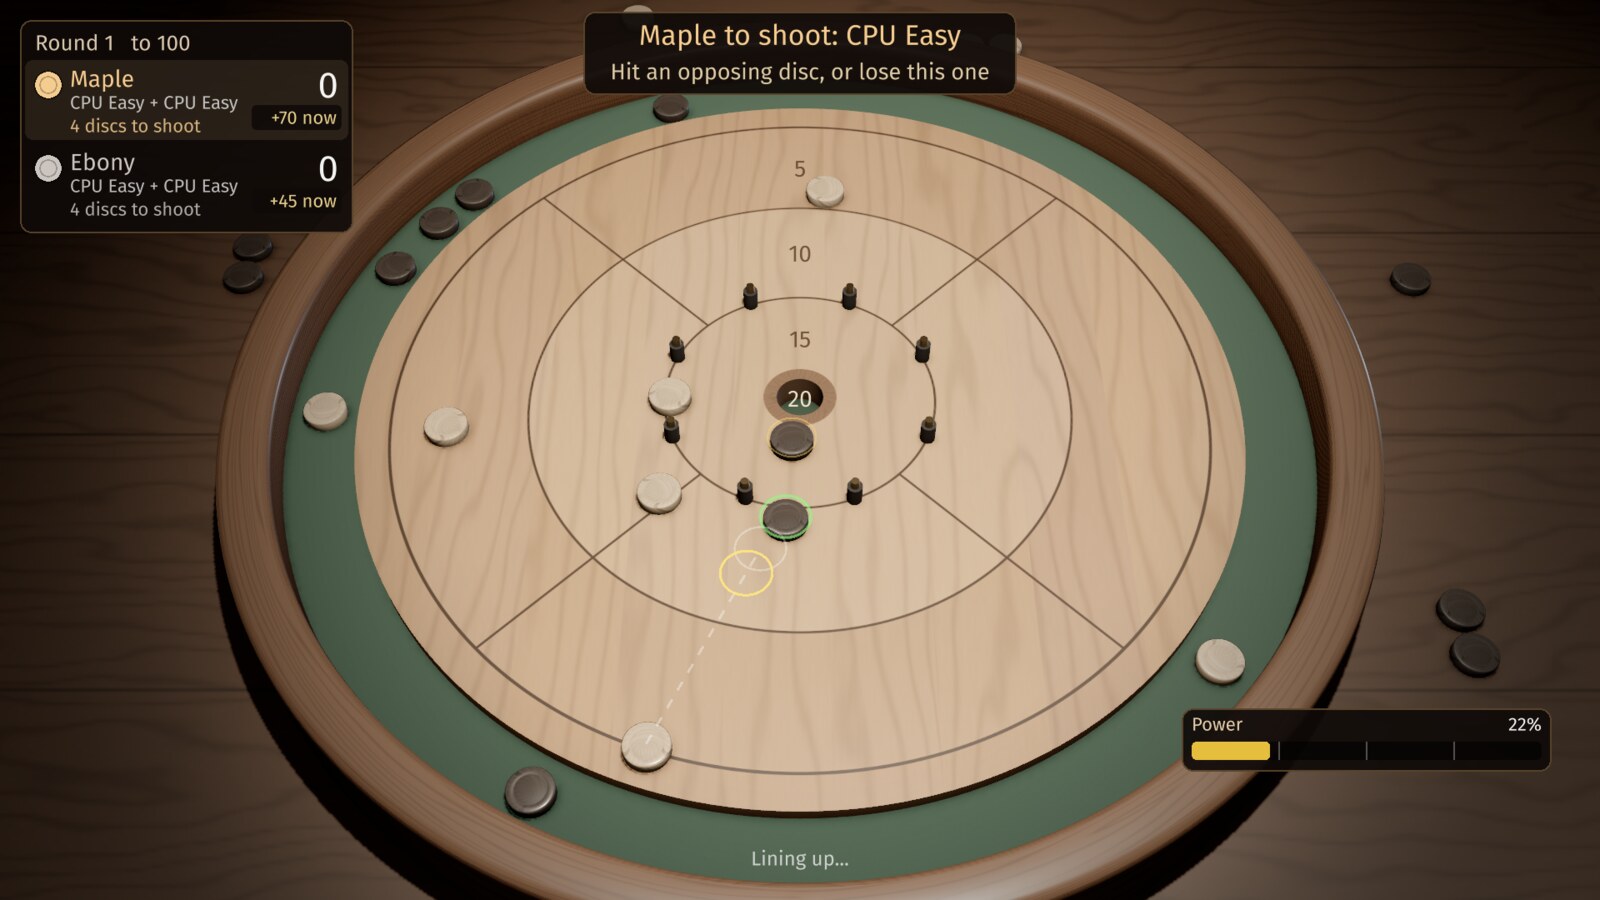 Round 1 to 100
Maple
0
CPU Easy + CPU Easy
4 discs to shoot
+70 now
Ebony
0
CPU Easy + CPU Easy
4 discs to shoot
+45 now
Maple to shoot: CPU Easy
Hit an opposing disc, or lose this one
5
10
15
20
Power
22%
Lining up...